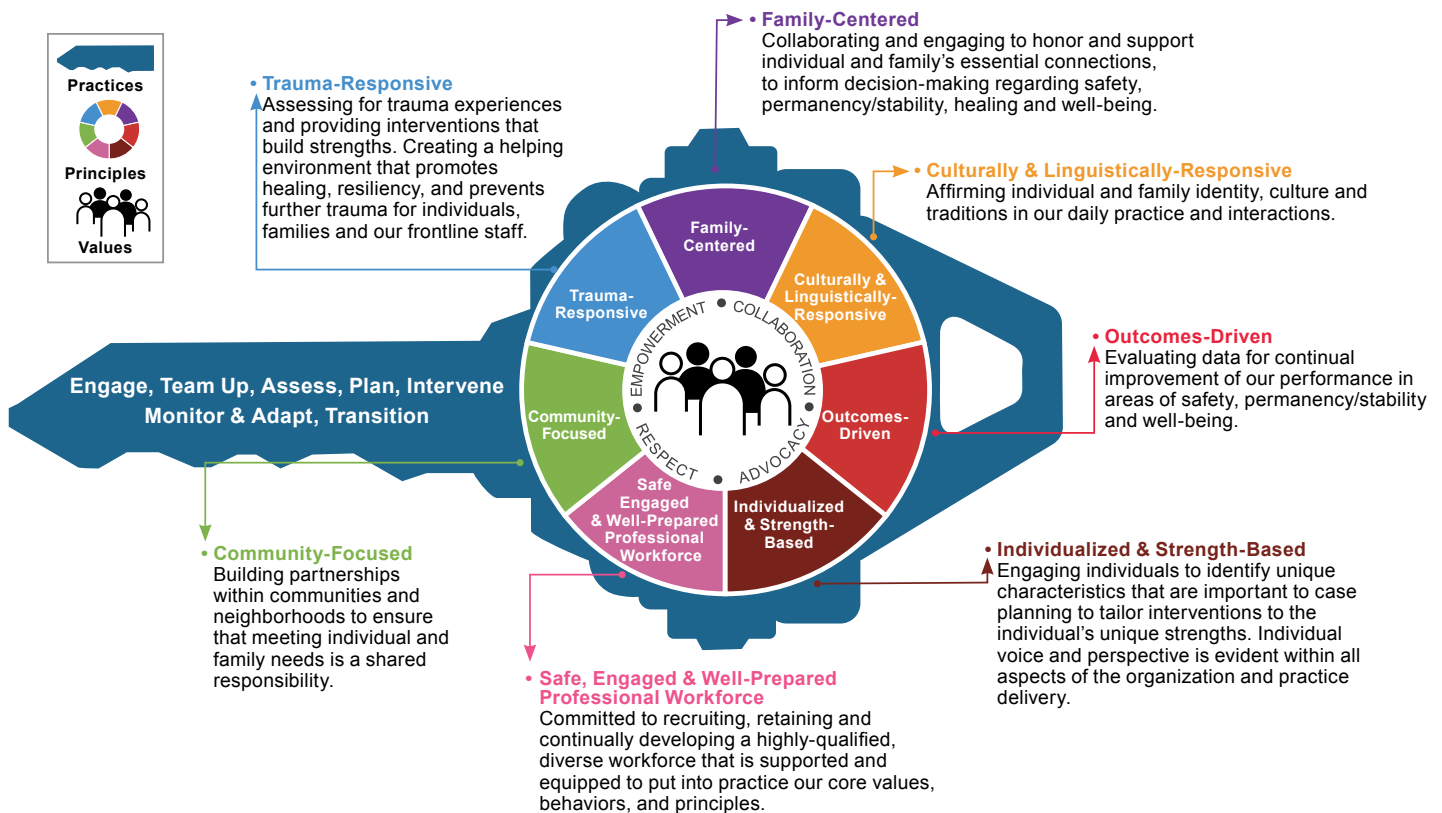 Practices
Principles
Values
• Trauma-Responsive
Assessing for trauma experiences
and providing interventions that
build strengths. Creating a helping
environment that promotes
healing, resiliency, and prevents
further trauma for individuals,
families and our frontline staff.
• Family-Centered
Collaborating and engaging to honor and support
individual and family’s essential connections,
to inform decision-making regarding safety,
permanency/stability, healing and well-being.
• Culturally & Linguistically-Responsive
Affirming individual and family identity, culture and
traditions in our daily practice and interactions.
• Outcomes-Driven
Evaluating data for continual
improvement of our performance in
areas of safety, permanency/stability
and well-being.
Engage, Team Up, Assess, Plan, Intervene
Monitor & Adapt, Transition
Family-
Centered
Culturally &
Linguistically-
Responsive
Outcomes-
Driven
Individualized
& Strength-
Based
Safe
Engaged
& Well-Prepared
Professional
Workforce
Community-
Focused
Trauma-
Responsive
EMPOWERMENT • COLLABORATION •
ADVOCACY •
RESPECT •
• Community-Focused
Building partnerships
within communities and
neighborhoods to ensure
that meeting individual and
family needs is a shared
responsibility.
• Safe, Engaged & Well-Prepared
Professional Workforce
Committed to recruiting, retaining and
continually developing a highly-qualified,
diverse workforce that is supported and
equipped to put into practice our core values,
behaviors, and principles.
• Individualized & Strength-Based
Engaging individuals to identify unique
characteristics that are important to case
planning to tailor interventions to the
individual’s unique strengths. Individual
voice and perspective is evident within all
aspects of the organization and practice
delivery.